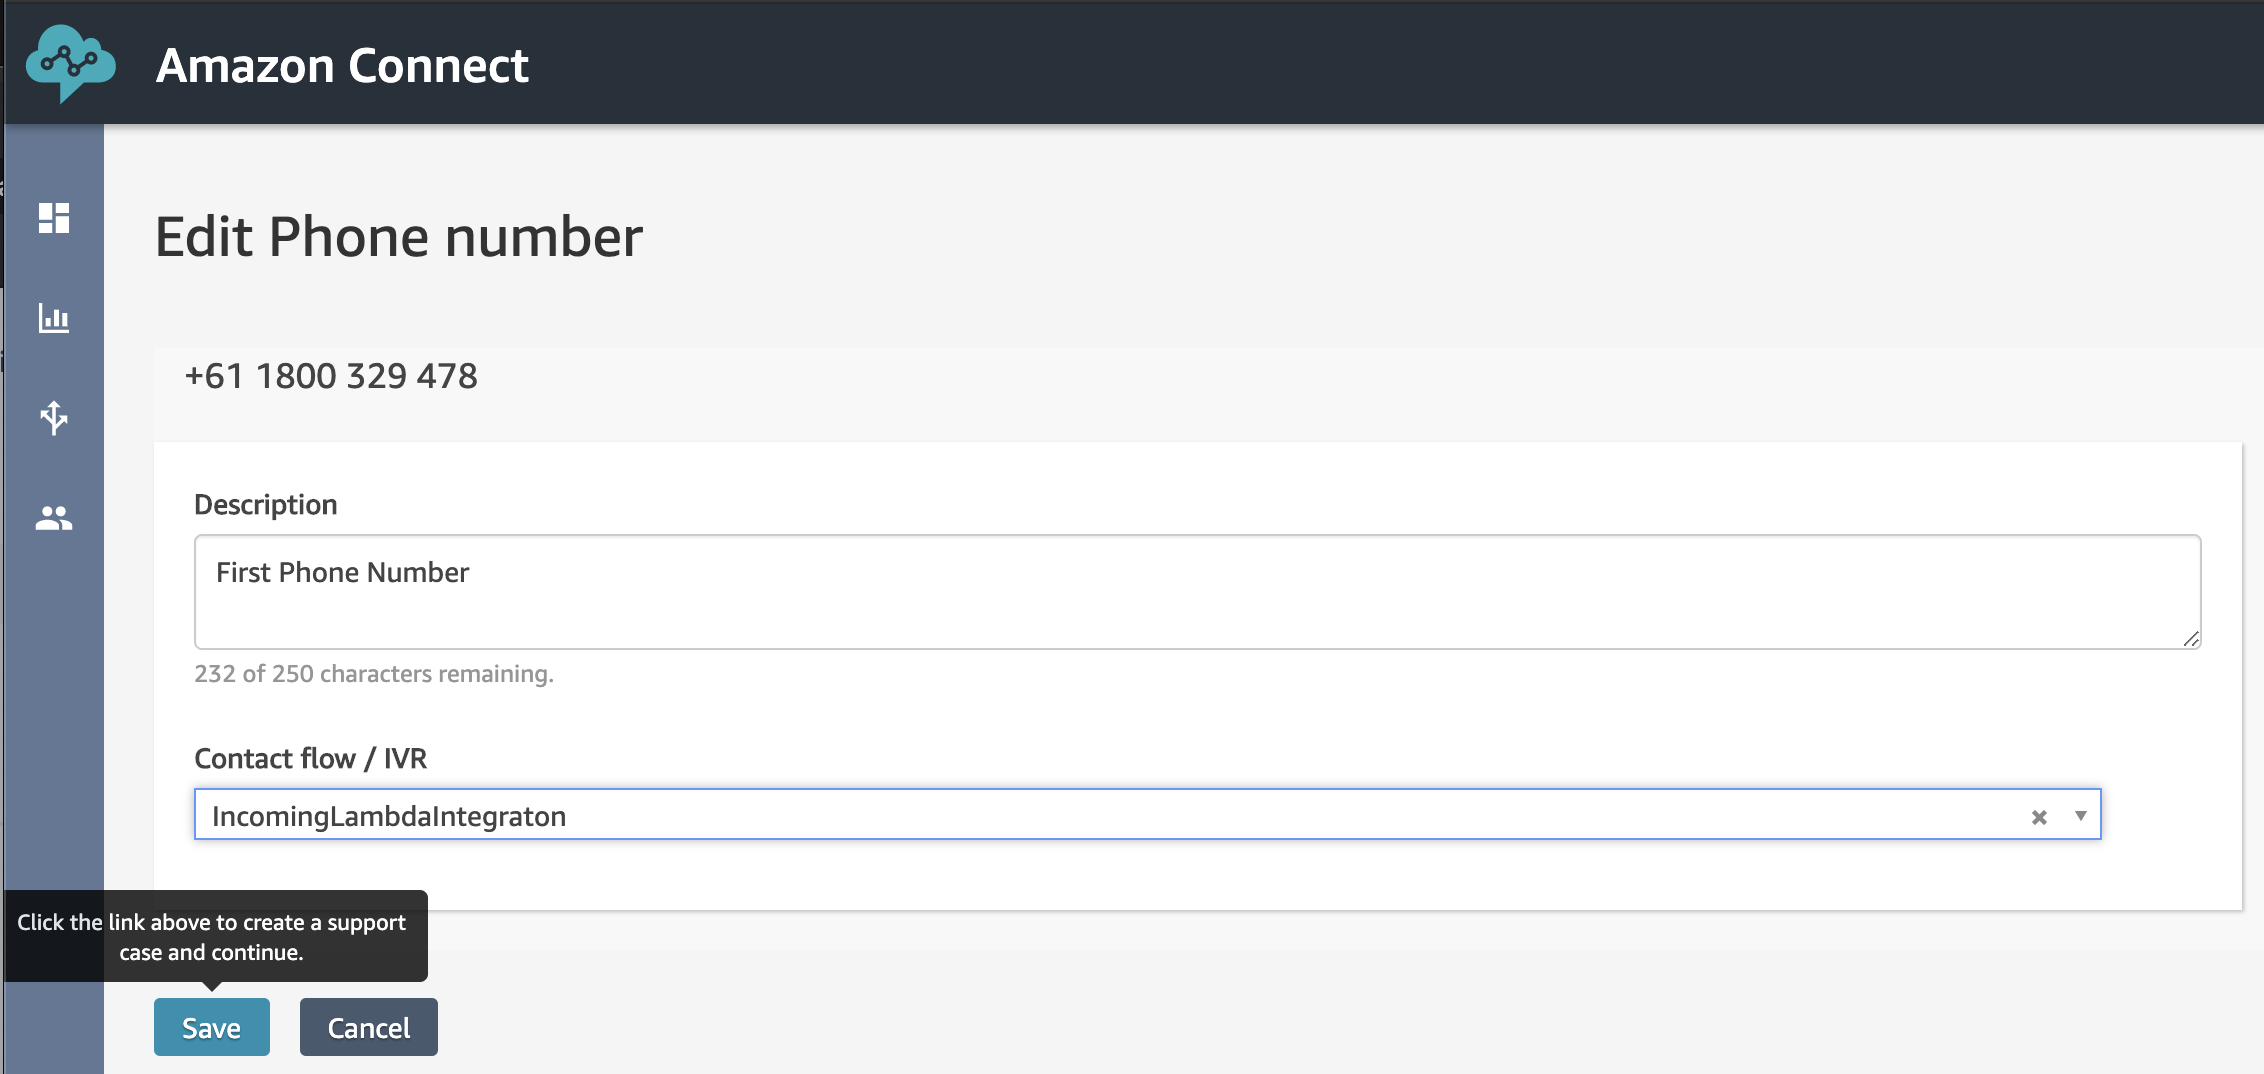 Amazon Connect
Edit Phone number
+61 1800 329 478
Description
First Phone Number
232 of 250 characters remaining.
Contact flow / IVR
IncomingLambdaIntegraton
Click the link above to create a support
case and continue.
Save
Cancel